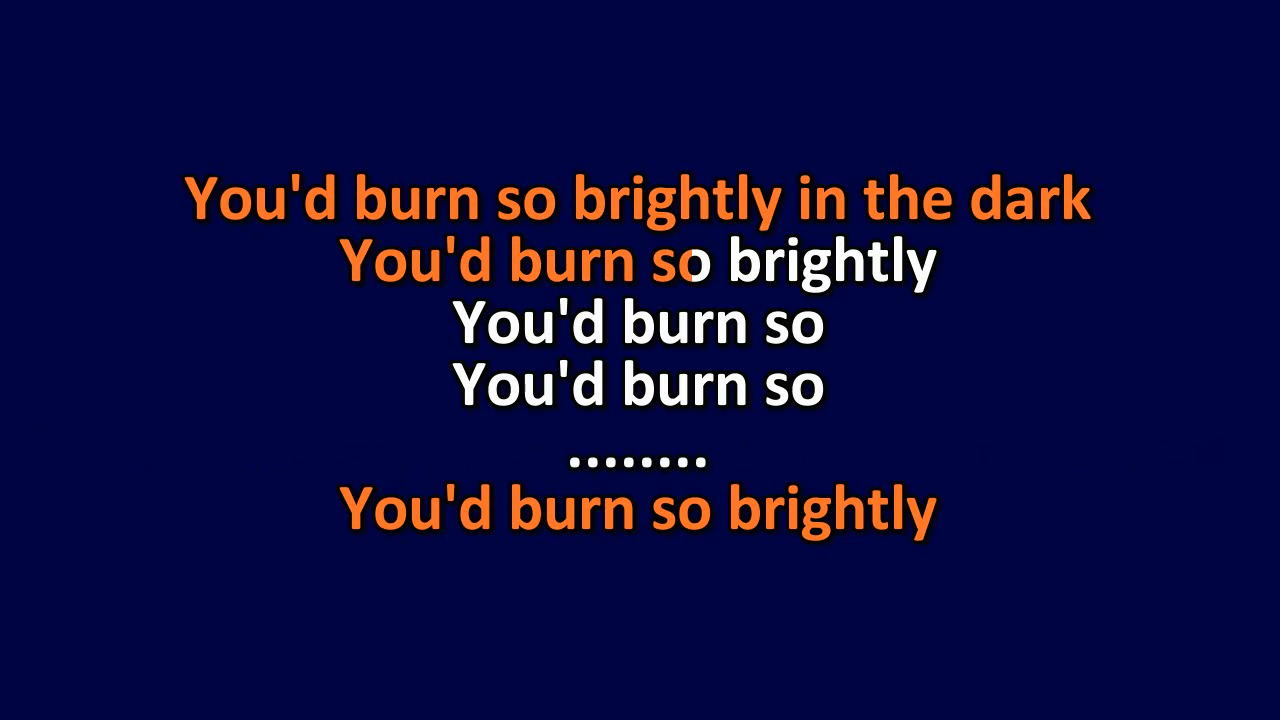 You'd burn so brightly in the dark
You'd burn so brightly
You'd burn so
You'd burn so
........
You'd burn so brightly